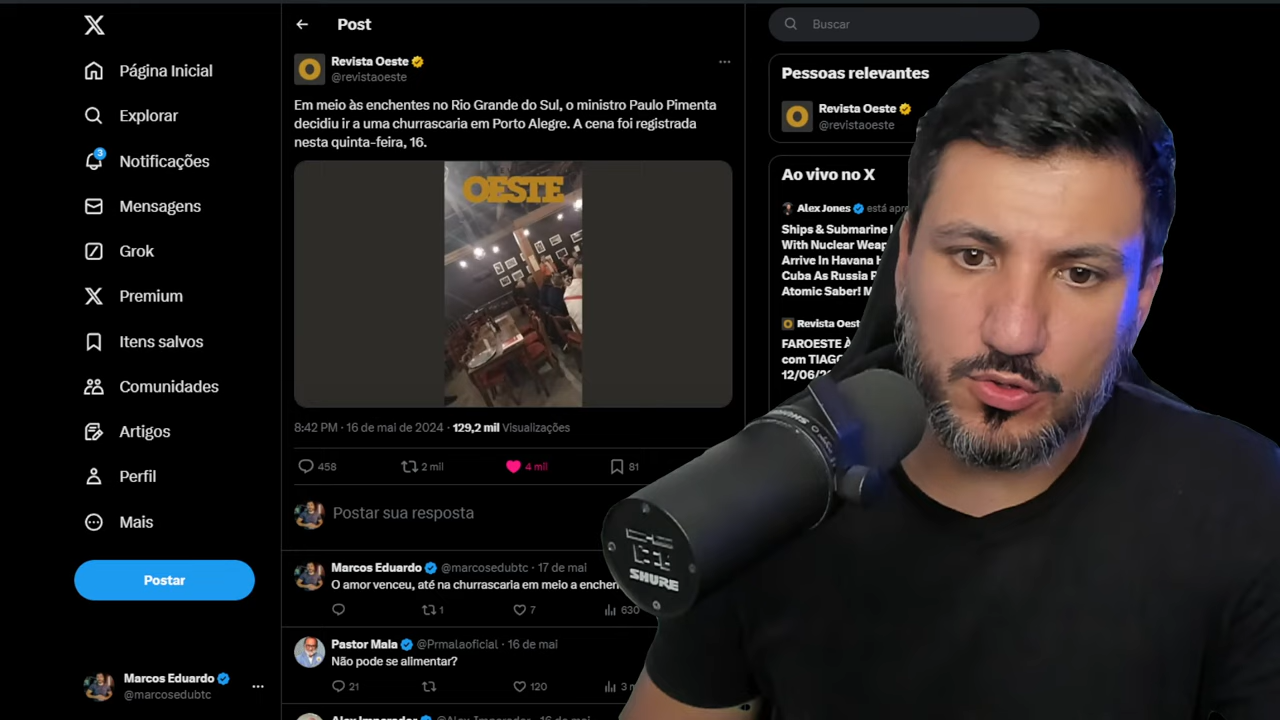 Página Inicial
Explorar
3
Notificações
Mensagens
Grok
Premium
Itens salvos
Comunidades
Artigos
Perfil
Mais
Postar
Marcos Eduardo
@marcosedubtc
Post
Revista Oeste
@revistaoeste
Em meio às enchentes no Rio Grande do Sul, o ministro Paulo Pimenta
decidiu ir a uma churrascaria em Porto Alegre. A cena foi registrada
nesta quinta-feira, 16.
OESTE
8:42 PM · 16 de mai de 2024 · 129,2 mil Visualizações
458 2 mil 4 mil 81
Postar sua resposta
Marcos Eduardo @marcosedubtc · 17 de mai
O amor venceu, até na churrascaria em meio a
1 7 630
Pastor Mala @Prmalaoficial · 16 de mai
Não pode se alimentar?
21 120
Buscar
Pessoas relevantes
Revista Oeste
@revistaoeste
Ao vivo no X
Alex Jones está
Ships & Submarine
With Nuclear
Arrive In Havana
Cuba As Russia
Atomic Saber!
Revista
FAROESTE À
com
12/06/
SHURE